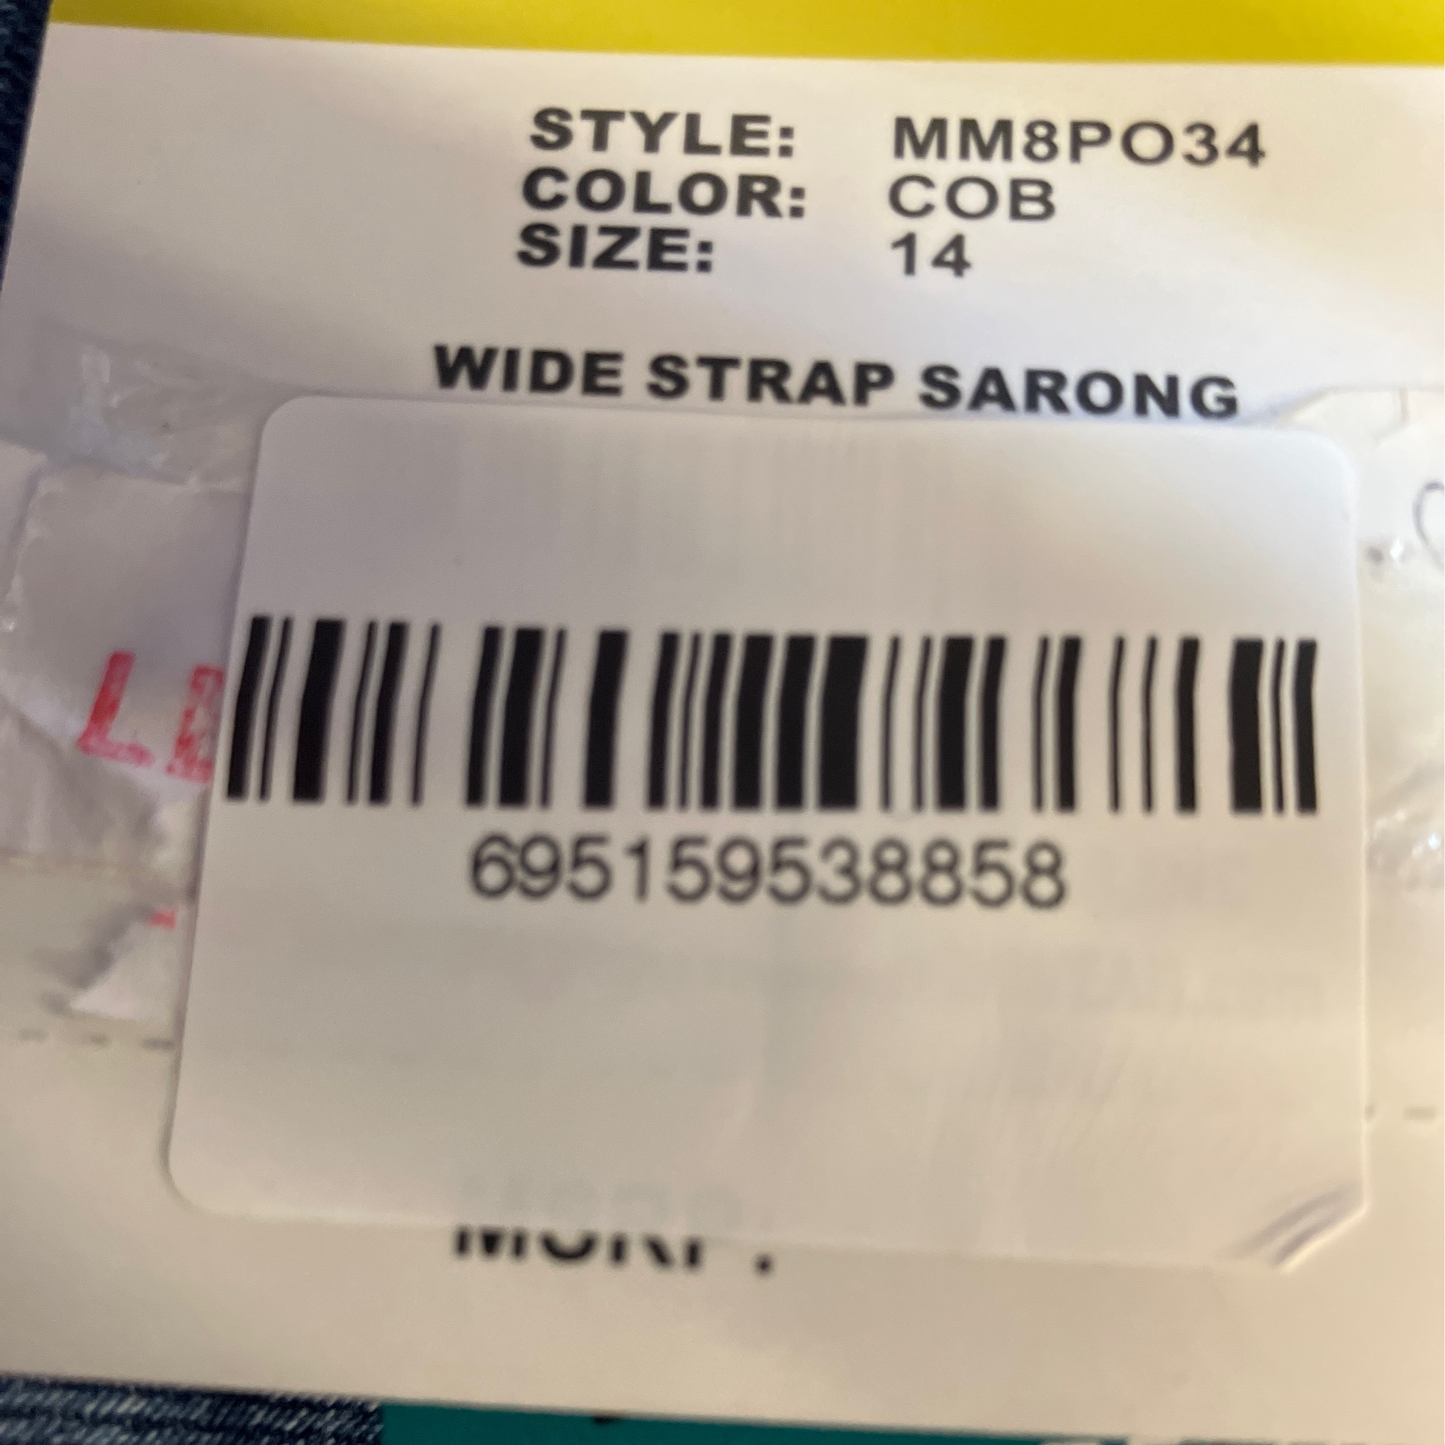 STYLE: MM8PO34
COLOR: COB
SIZE: 14
WIDE STRAP SARONG
695159538858